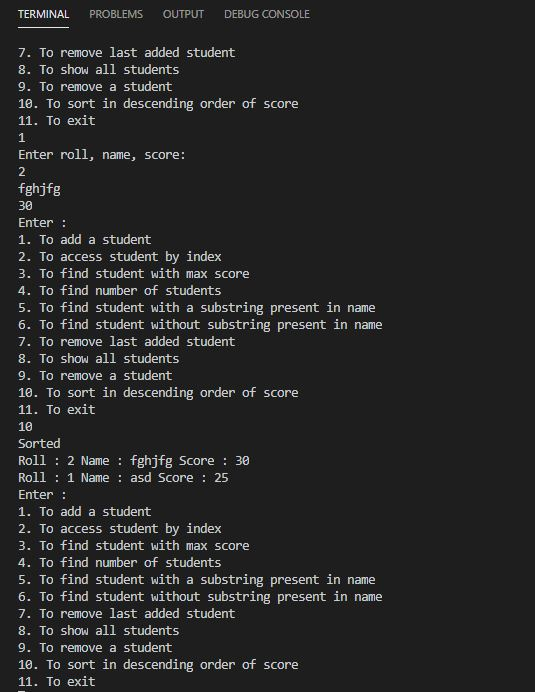 TERMINAL PROBLEMS OUTPUT DEBUG CONSOLE
7. To remove last added student
8. To show all students
9. To remove a student
10. To sort in descending order of score
11. To exit
1
Enter roll, name, score:
2
fghjfg
30
Enter :
1. To add a student
2. To access student by index
3. To find student with max score
4. To find number of students
5. To find student with a substring present in name
6. To find student without substring present in name
7. To remove last added student
8. To show all students
9. To remove a student
10. To sort in descending order of score
11. To exit
10
Sorted
Roll : 2 Name : fghjfg Score : 30
Roll : 1 Name : asd Score : 25
Enter :
1. To add a student
2. To access student by index
3. To find student with max score
4. To find number of students
5. To find student with a substring present in name
6. To find student without substring present in name
7. To remove last added student
8. To show all students
9. To remove a student
10. To sort in descending order of score
11. To exit